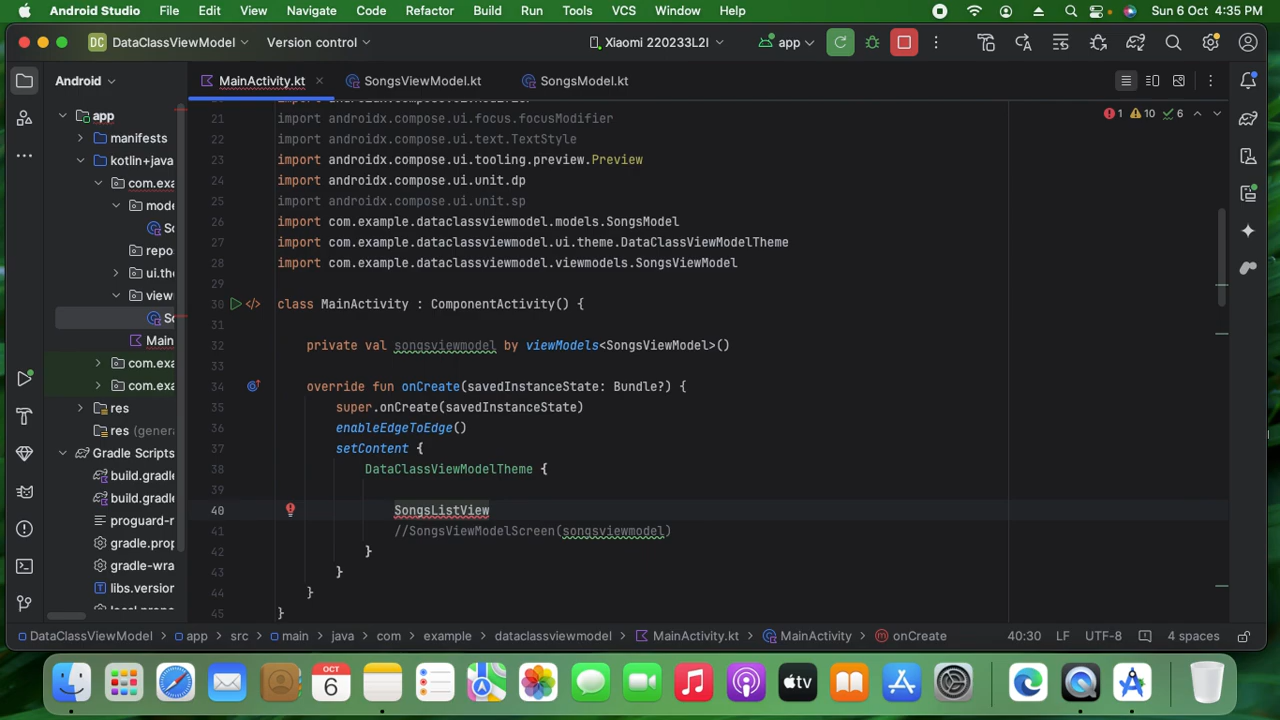 Android Studio File Edit View Navigate Code Refactor Build Run Tools VCS Window Help Sun 6 Oct 4:35 PM
DC DataClassViewModel Version control Xiaomi 220233L2I app
Android MainActivity.kt SongsViewModel.kt SongsModel.kt
app
manifests
kotlin+java
com.exa
mode
So
repo
ui.the
view
So
Main
com.exa
com.exa
res
res (genera
Gradle Scripts
build.gradle
build.gradle
proguard-r
gradle.prop
gradle-wra
libs.version
1 10 6
21 import androidx.compose.ui.focus.focusModifier
22 import androidx.compose.ui.text.TextStyle
23 import androidx.compose.ui.tooling.preview.Preview
24 import androidx.compose.ui.unit.dp
25 import androidx.compose.ui.unit.sp
26 import com.example.dataclassviewmodel.models.SongsModel
27 import com.example.dataclassviewmodel.ui.theme.DataClassViewModelTheme
28 import com.example.dataclassviewmodel.viewmodels.SongsViewModel
29
30 class MainActivity : ComponentActivity() {
31
32 private val songsviewmodel by viewModels<SongsViewModel>()
33
34 override fun onCreate(savedInstanceState: Bundle?) {
35 super.onCreate(savedInstanceState)
36 enableEdgeToEdge()
37 setContent {
38 DataClassViewModelTheme {
39
40 SongsListView
41 //SongsViewModelScreen(songsviewmodel)
42 }
43 }
44 }
45 }
DataClassViewModel app src main java com example dataclassviewmodel MainActivity.kt MainActivity onCreate 40:30 LF UTF-8 4 spaces
OCT
6
tv